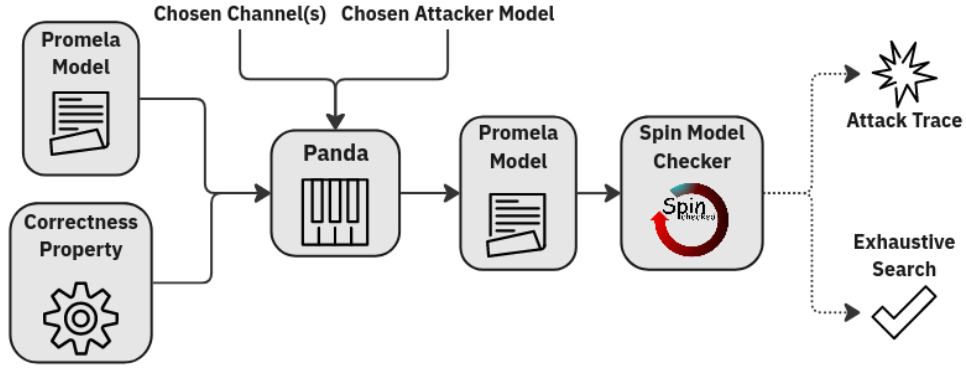 Chosen Channel(s)
Chosen Attacker Model
Promela
Model
Correctness
Property
Panda
Promela
Model
Spin Model
Checker
Spin
checked
Attack Trace
Exhaustive
Search